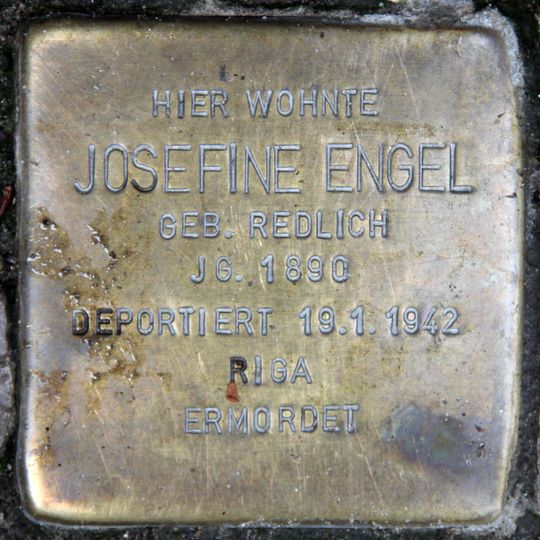 HIER WOHNTE
JOSEFINE ENGEL
GEB. REDLICH
JG. 1890
DEPORTIERT 19.1.1942
RIGA
ERMORDET